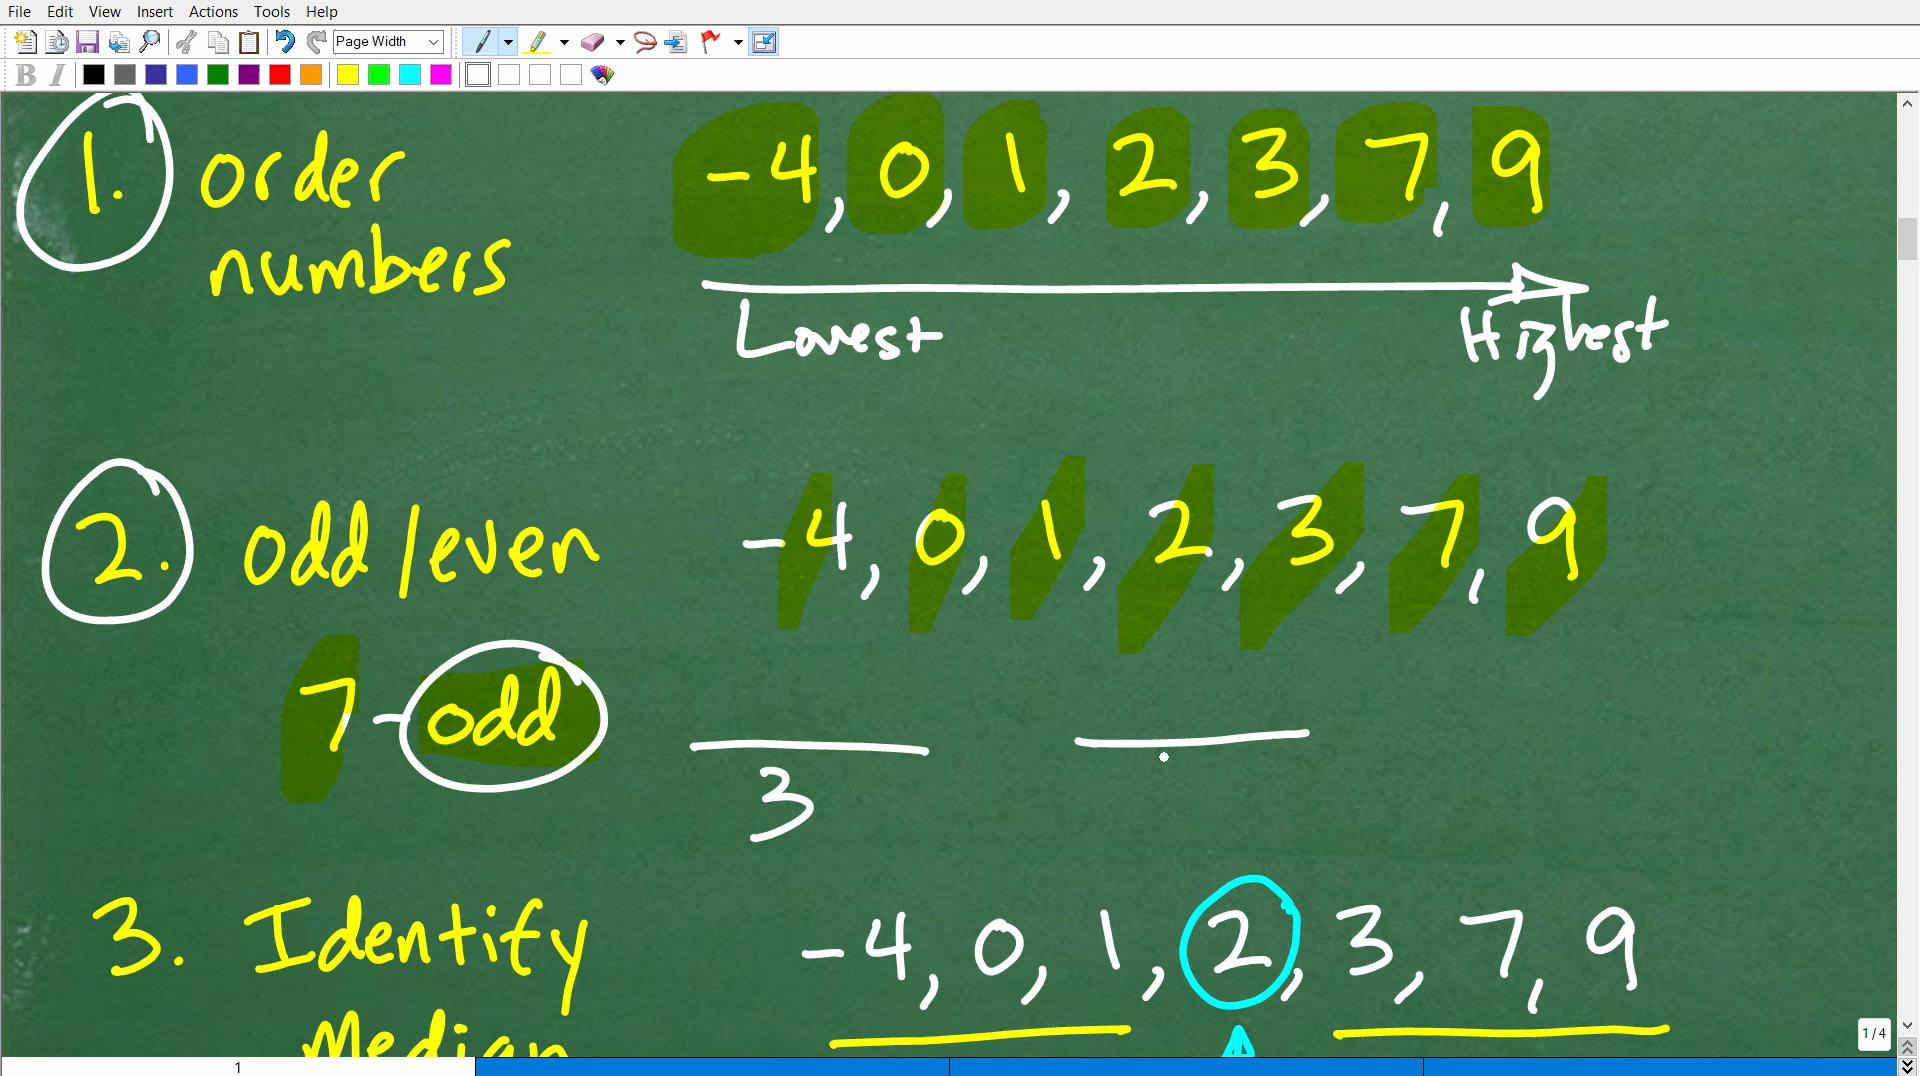 File Edit View Insert Actions Tools Help
Page Width
B I
1. order
numbers
-4, 0, 1, 2, 3, 7, 9
Lowest Highest
2. odd/even
-4, 0, 1, 2, 3, 7, 9
7 - odd
3
3. Identify
Median
-4, 0, 1, 2, 3, 7, 9
1 / 4
1